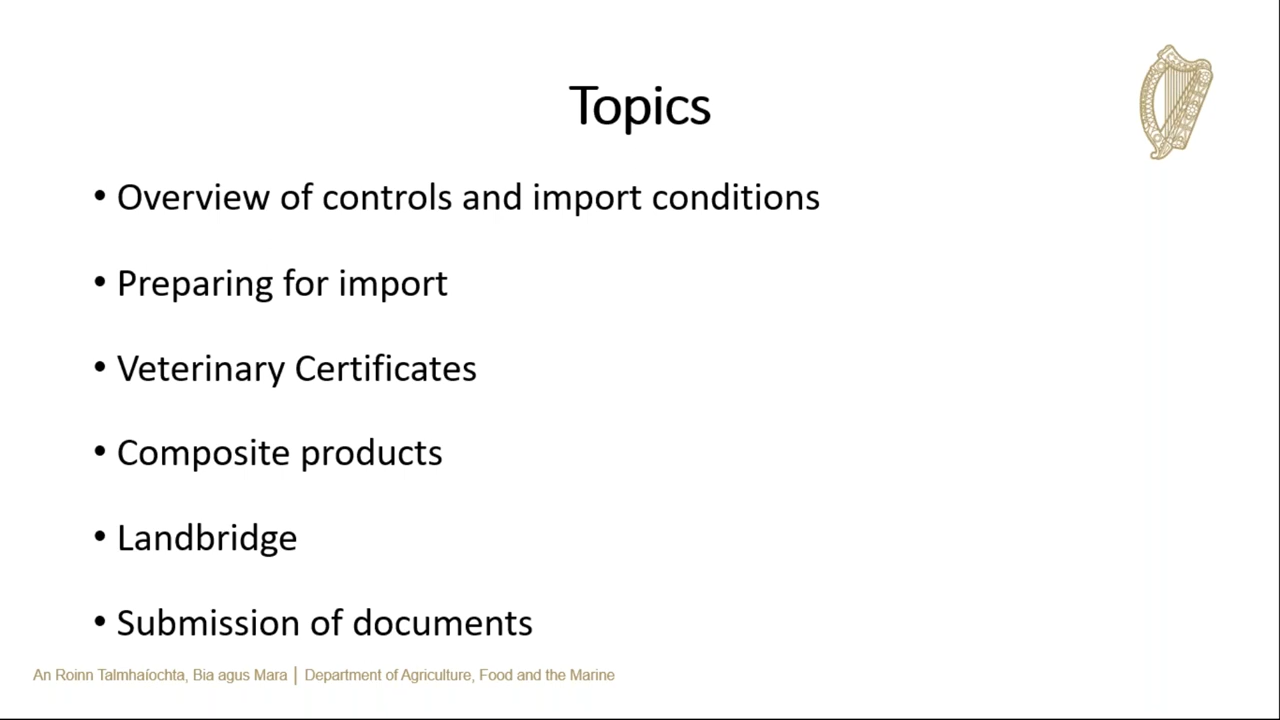 Topics
• Overview of controls and import conditions
• Preparing for import
• Veterinary Certificates
• Composite products
• Landbridge
• Submission of documents
An Roinn Talmhaíochta, Bia agus Mara | Department of Agriculture, Food and the Marine